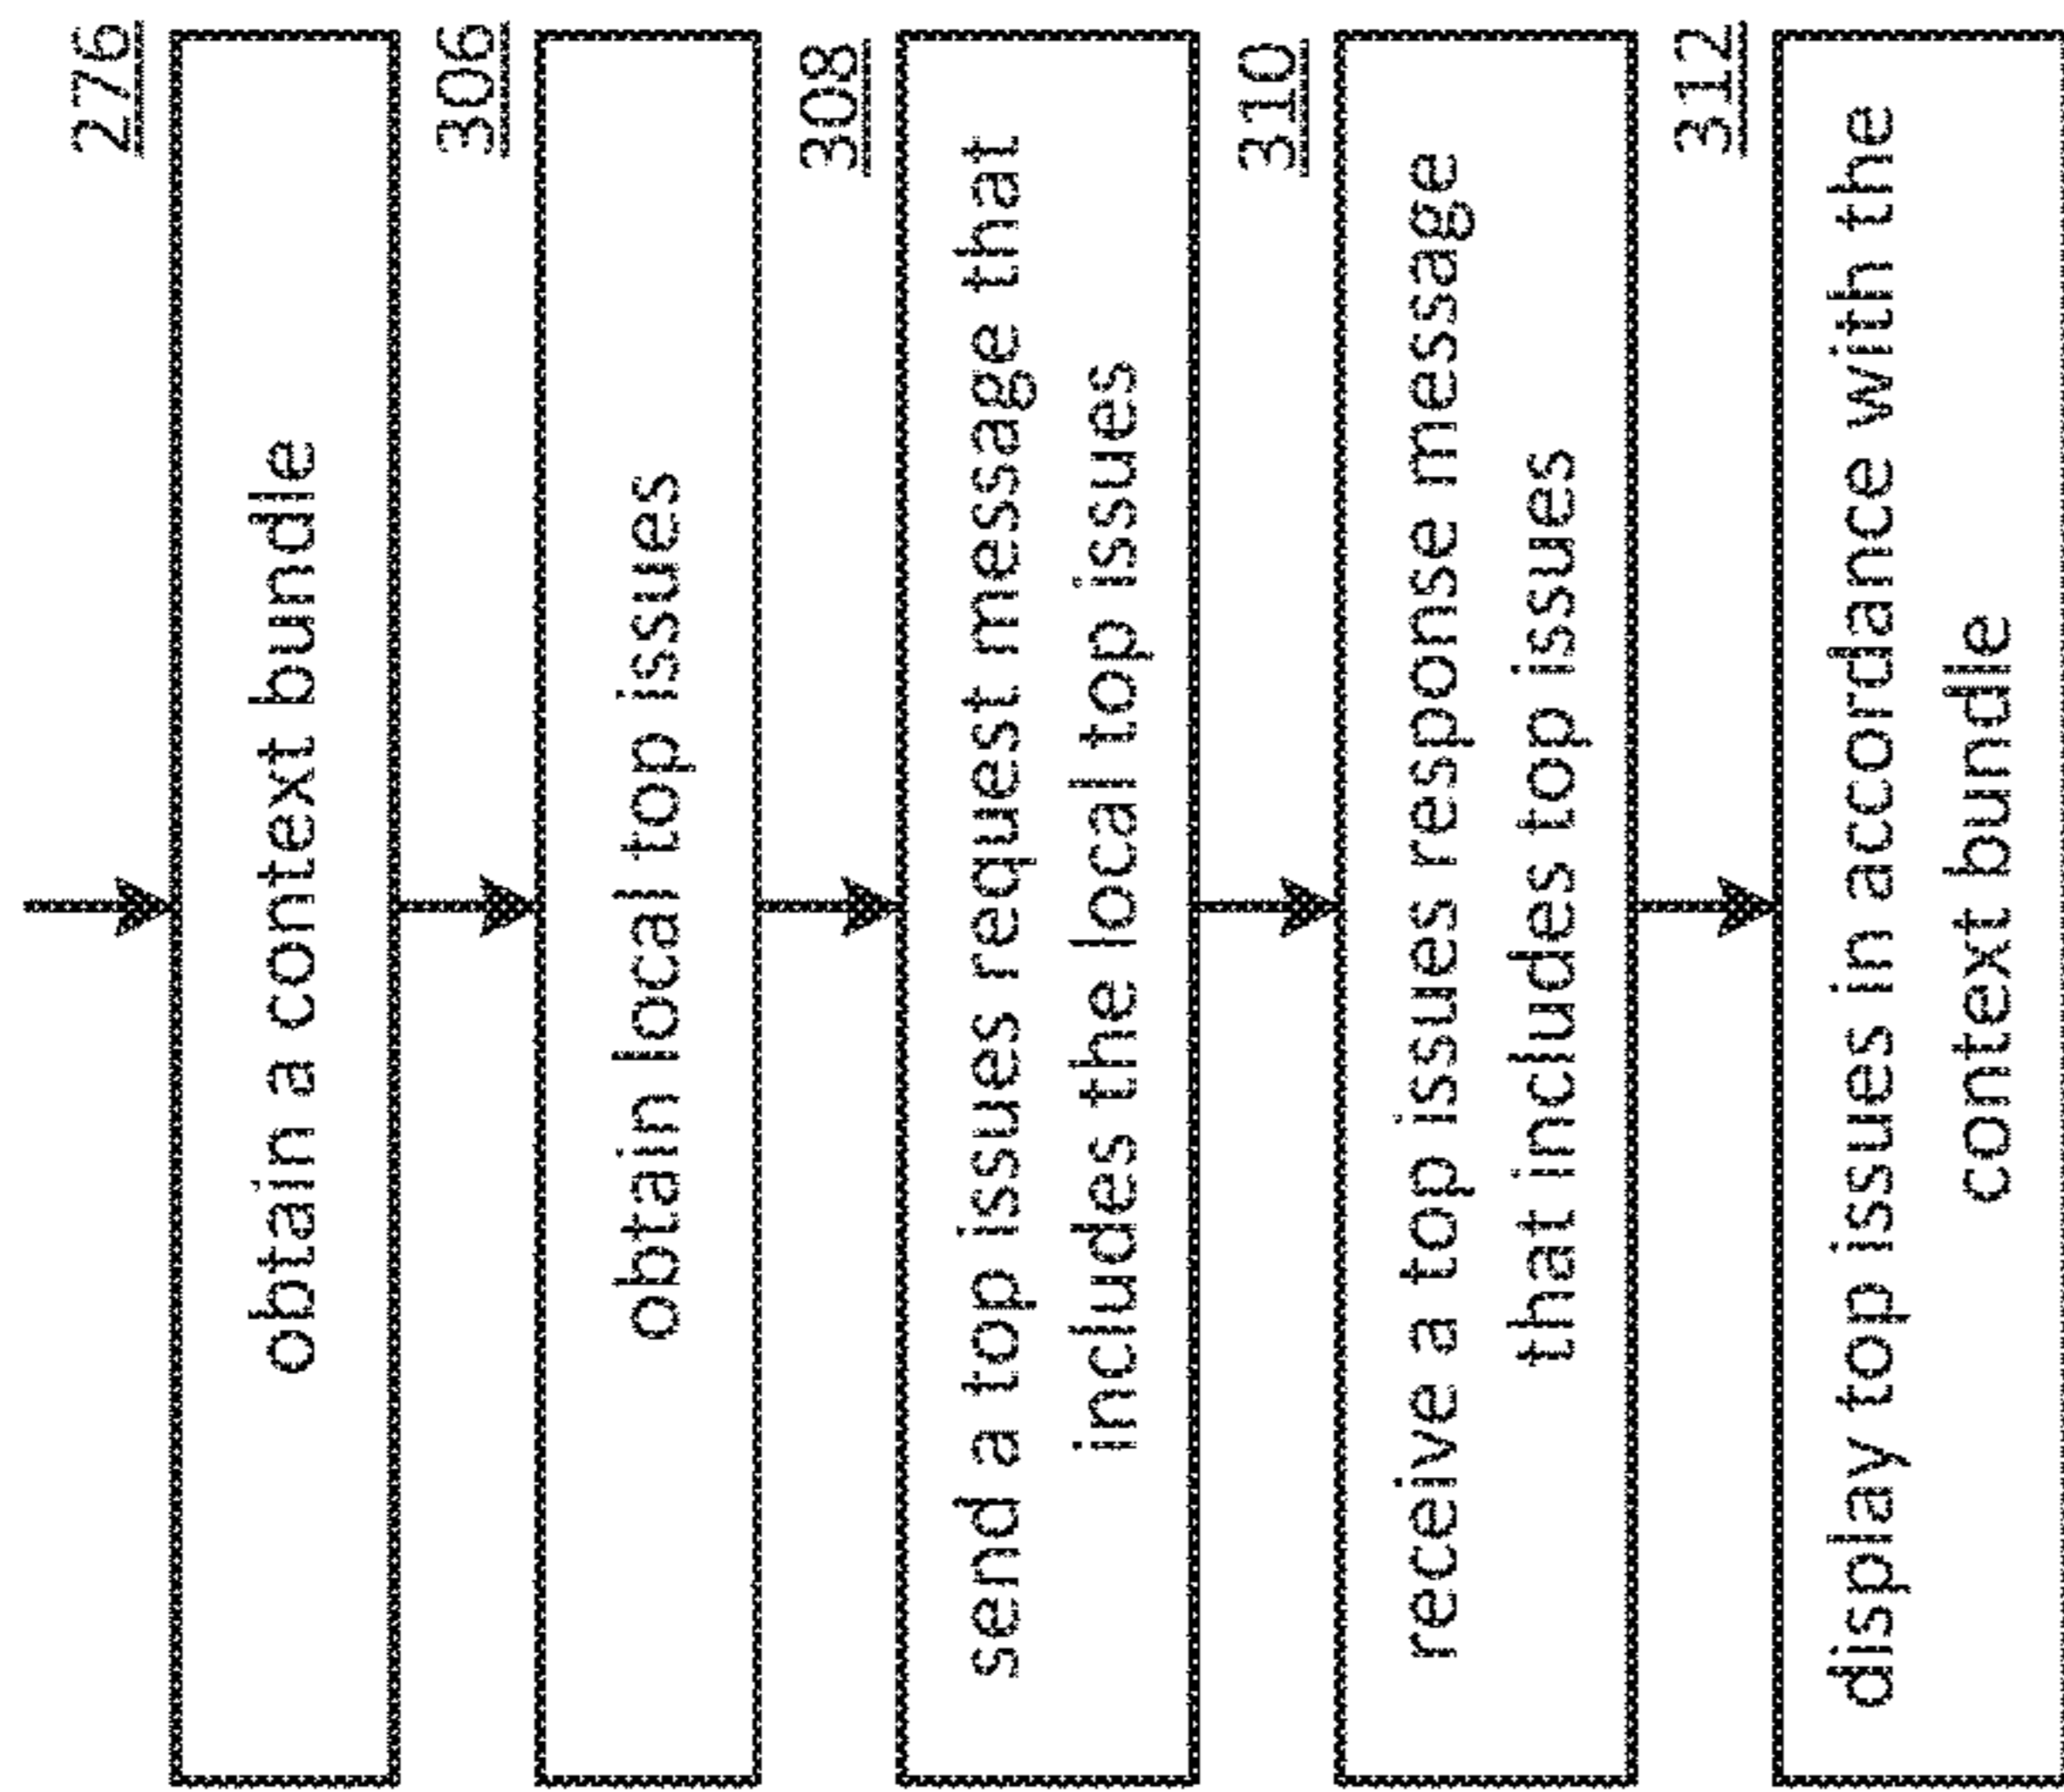 276
obtain a context bundle
306
obtain local top issues
308
send a top issues request message that
includes the local top issues
310
receive a top issues response message
that includes top issues
312
display top issues in accordance with the
context bundle